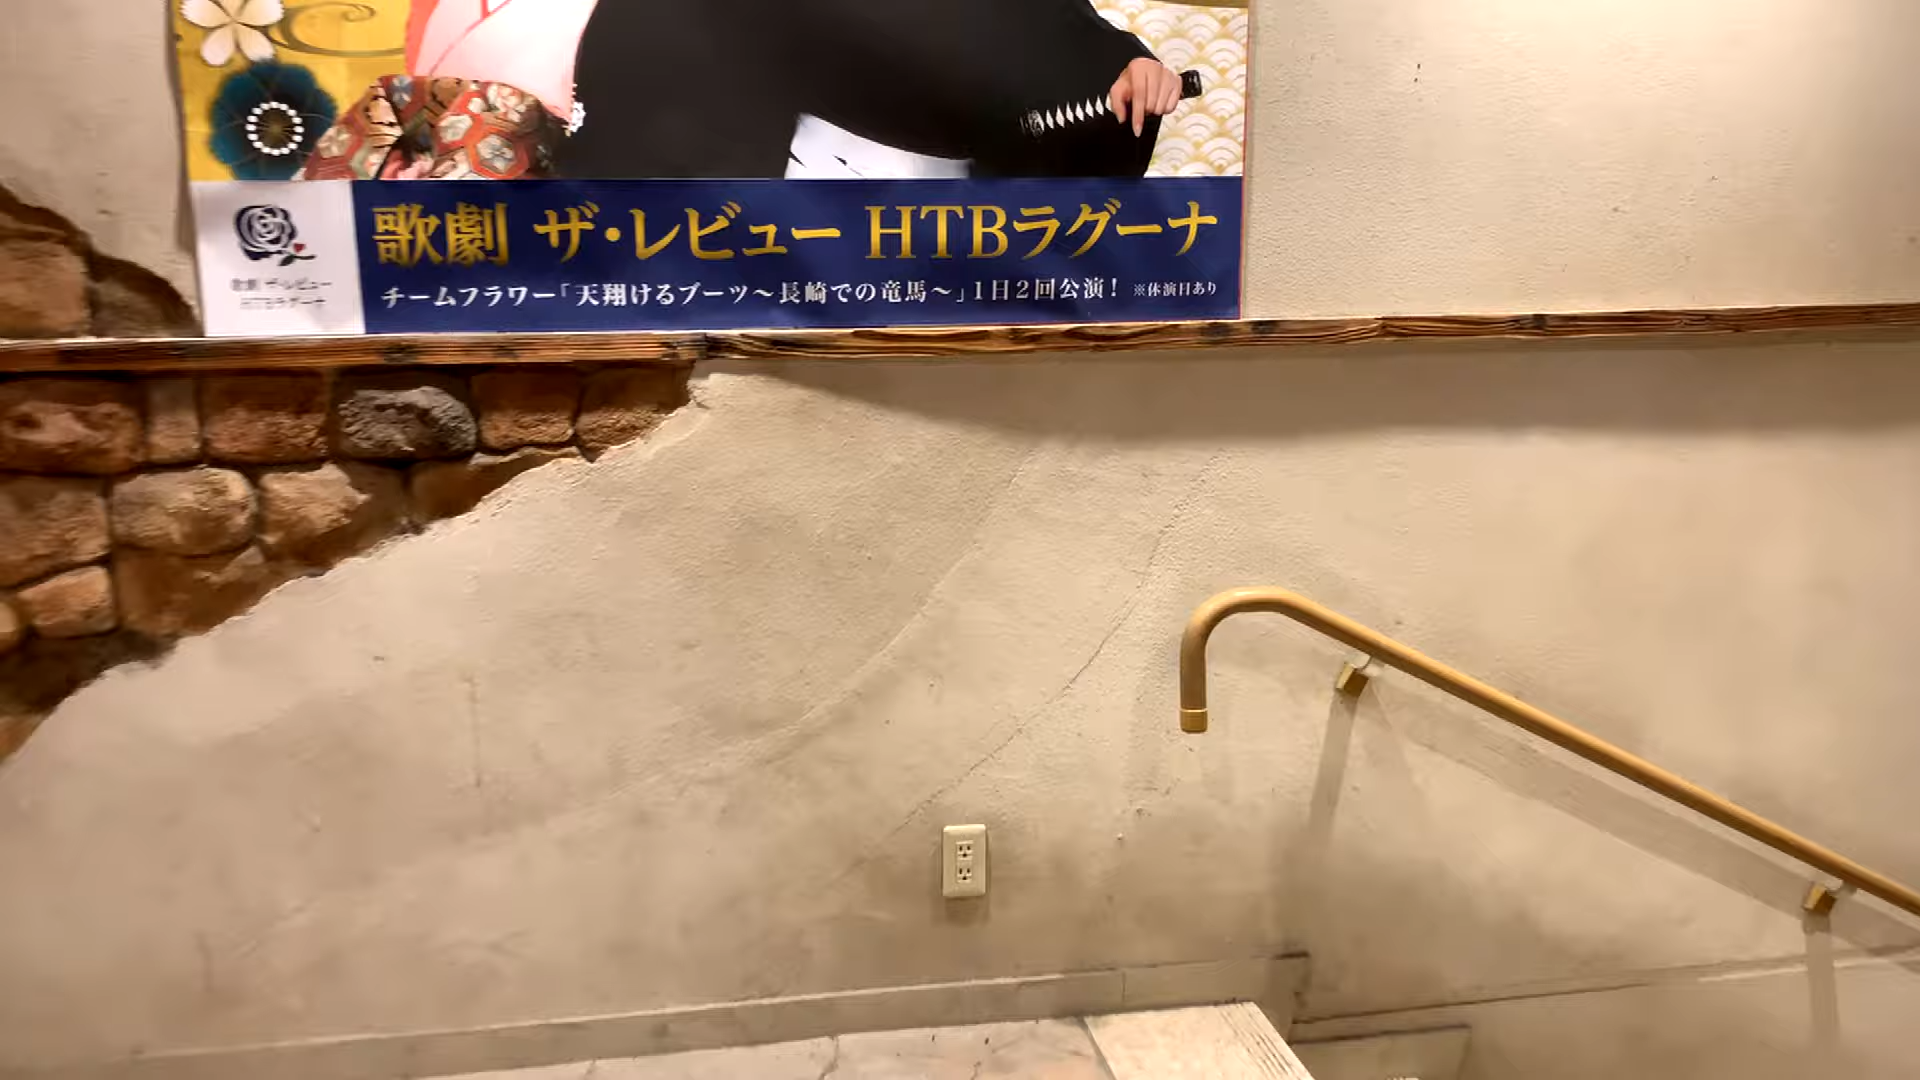 歌劇 ザ・レビュー HTBラグーナ
チームフラワー「天翔けるブーツ～長崎での竜馬～」1日2回公演！ ※休演日あり
歌劇 ザ・レビュー
HTBラグーナ